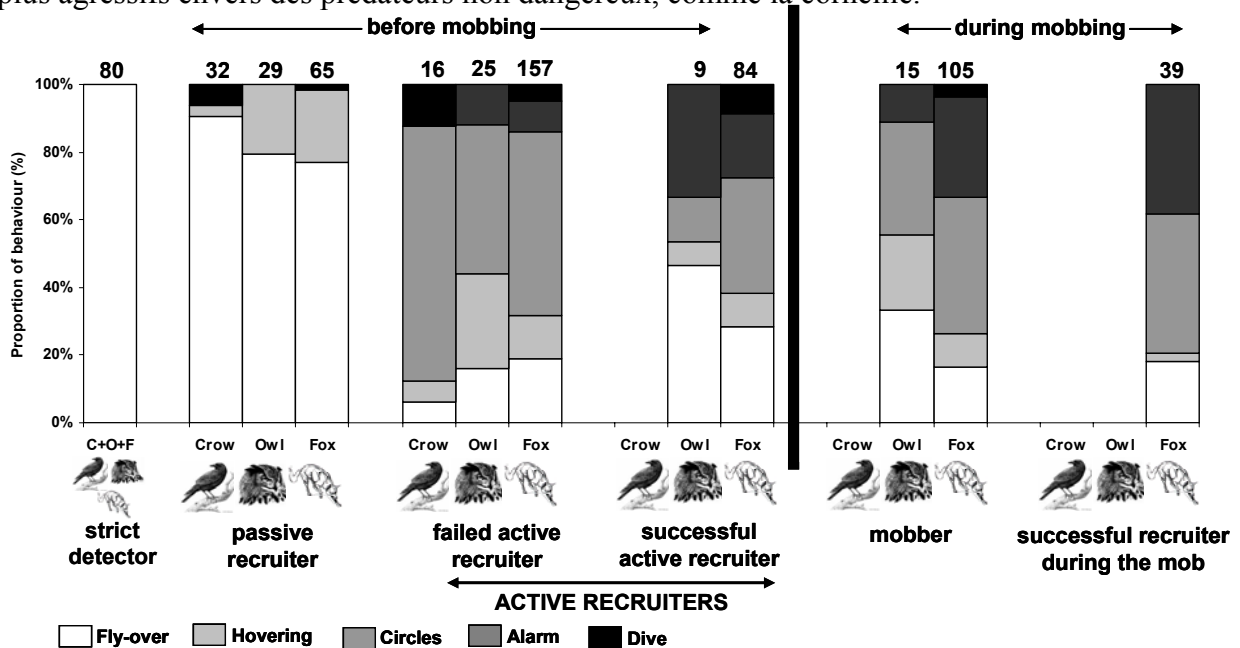 plus agressifs envers des prédateurs non dangereux, comme la corneille.
before mobbing
during mobbing
80 32 29 65 16 25 157 9 84 15 105 39
100%
80%
60%
40%
20%
0%
Proportion of behaviour (%)
C+O+F Crow Owl Fox Crow Owl Fox Crow Owl Fox Crow Owl Fox Crow Owl Fox
strict
detector
passive
recruiter
failed active
recruiter
successful
active recruiter
mobber
successful recruiter
during the mob
ACTIVE RECRUITERS
Fly-over Hovering Circles Alarm Dive